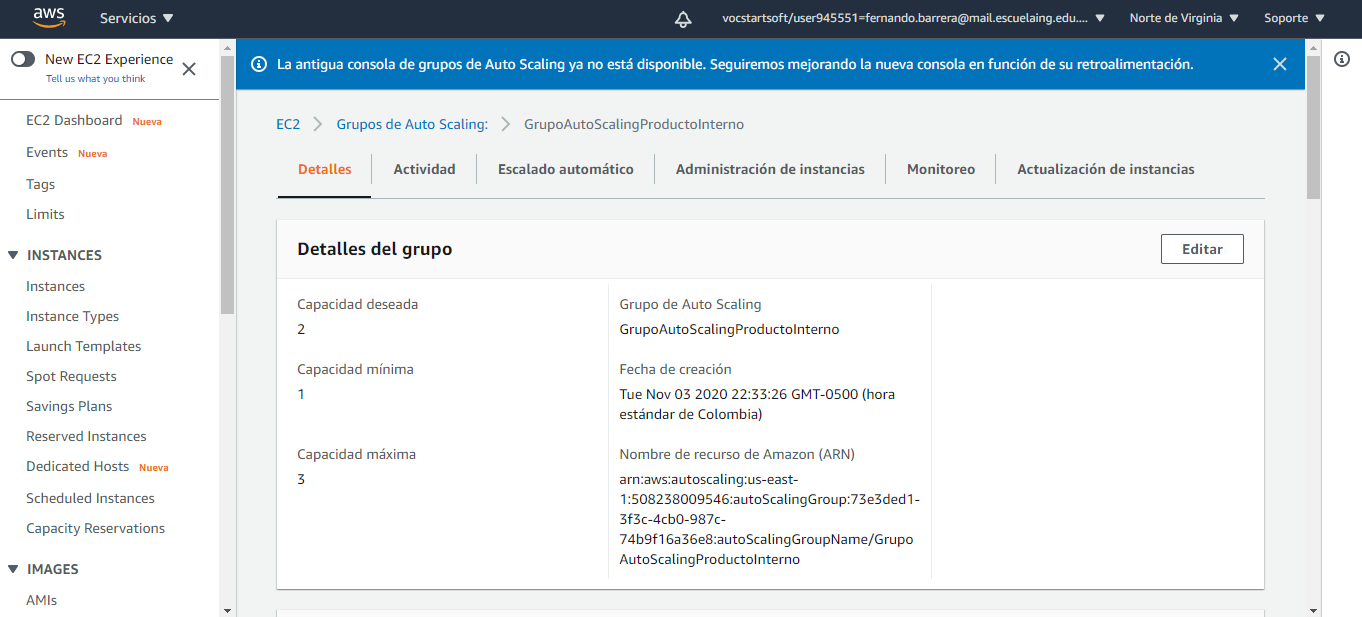 aws
Servicios
vocstartsoft/user945551=fernando.barrera@mail.escuelaing.edu....
Norte de Virginia
Soporte
New EC2 Experience
Tell us what you think
EC2 Dashboard Nueva
Events Nueva
Tags
Limits
INSTANCES
Instances
Instance Types
Launch Templates
Spot Requests
Savings Plans
Reserved Instances
Dedicated Hosts Nueva
Scheduled Instances
Capacity Reservations
IMAGES
AMIs
La antigua consola de grupos de Auto Scaling ya no está disponible. Seguiremos mejorando la nueva consola en función de su retroalimentación.
EC2 > Grupos de Auto Scaling: > GrupoAutoScalingProductoInterno
Detalles
Actividad
Escalado automático
Administración de instancias
Monitoreo
Actualización de instancias
Detalles del grupo
Editar
Capacidad deseada
2
Capacidad mínima
1
Capacidad máxima
3
Grupo de Auto Scaling
GrupoAutoScalingProductoInterno
Fecha de creación
Tue Nov 03 2020 22:33:26 GMT-0500 (hora
estándar de Colombia)
Nombre de recurso de Amazon (ARN)
arn:aws:autoscaling:us-east-
1:508238009546:autoScalingGroup:73e3ded1-
3f3c-4cb0-987c-
74b9f16a36e8:autoScalingGroupName/Grupo
AutoScalingProductoInterno